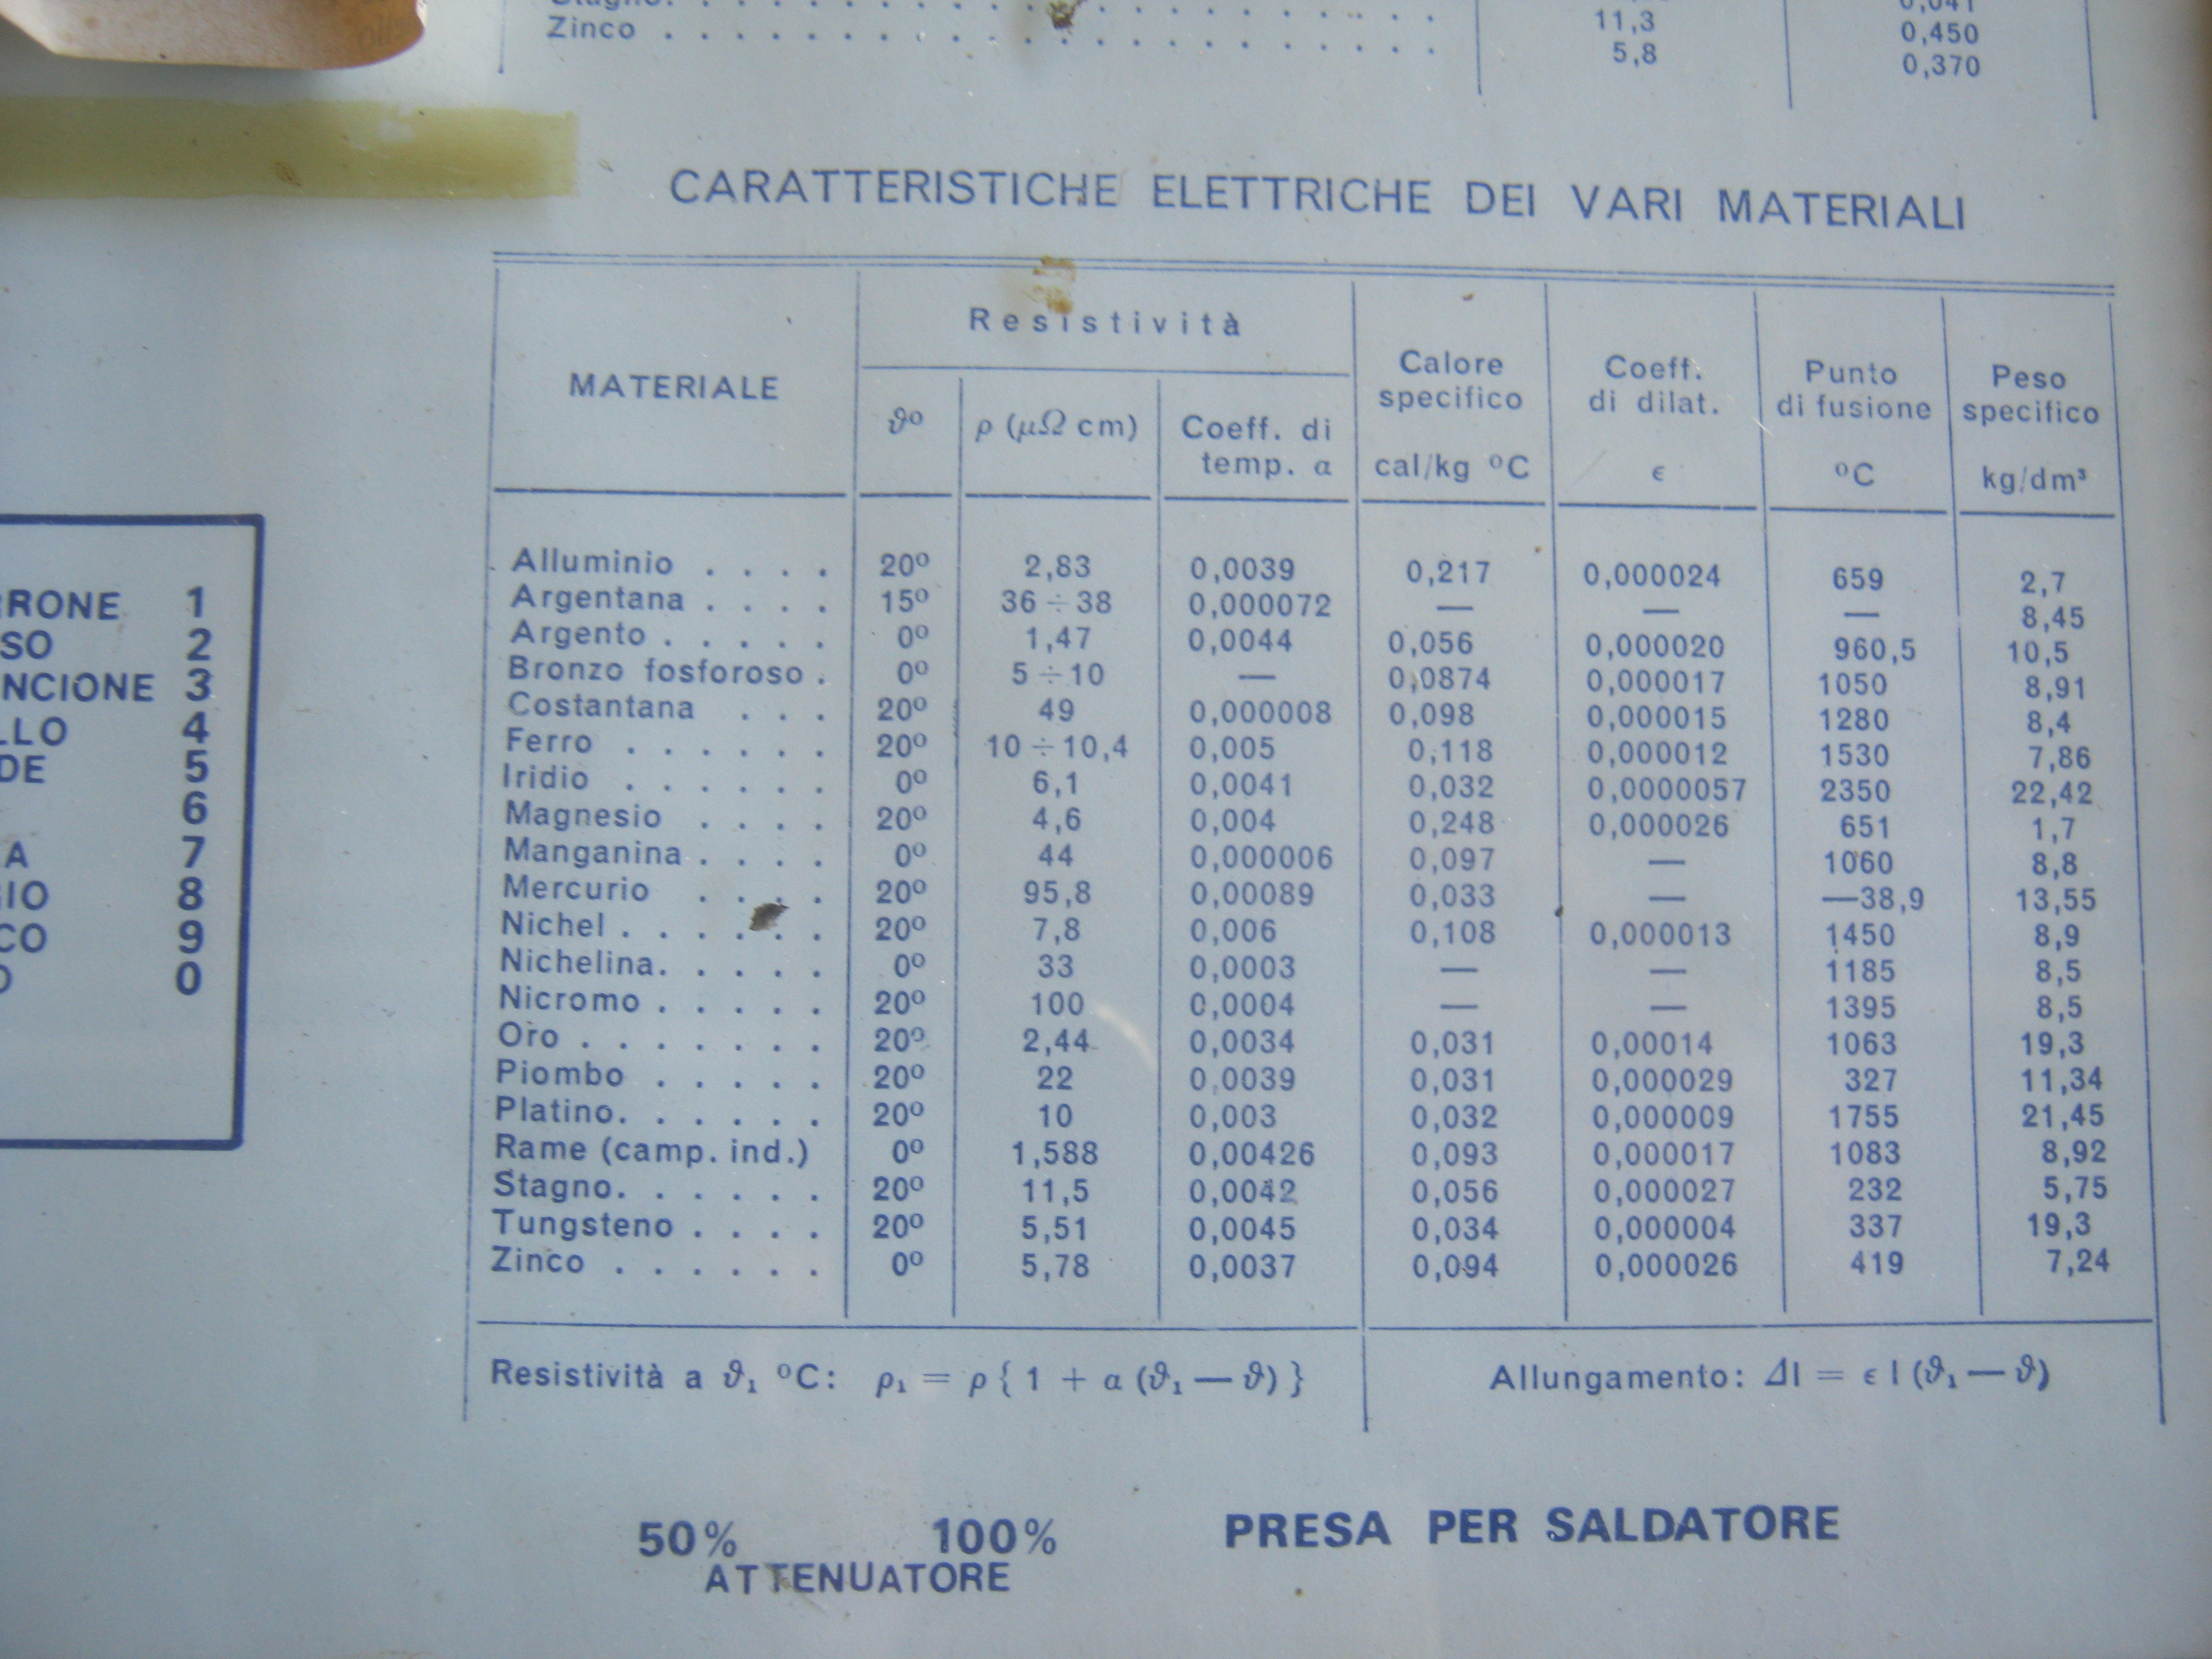 Stagno. . . . . . . . . . . . . . 11,3 0,450
Zinco . . . . . . . . . . . . . . 5,8 0,370
CARATTERISTICHE ELETTRICHE DEI VARI MATERIALI
MATERIALE
Resistività
ϑ° ρ (μΩ cm) Coeff. di temp. α
Calore specifico cal/kg °C
Coeff. di dilat. ϵ
Punto di fusione °C
Peso specifico kg/dm³
Alluminio . . . . 20° 2,83 0,0039 0,217 0,000024 659 2,7
Argentana . . . . 15° 36 ÷ 38 0,000072 — — — 8,45
Argento . . . . . 0° 1,47 0,0044 0,056 0,000020 960,5 10,5
Bronzo fosforoso . 0° 5 ÷ 10 — 0,0874 0,000017 1050 8,91
Costantana . . . 20° 49 0,000008 0,098 0,000015 1280 8,4
Ferro . . . . . . 20° 10 ÷ 10,4 0,005 0,118 0,000012 1530 7,86
Iridio . . . . . . 0° 6,1 0,0041 0,032 0,0000057 2350 22,42
Magnesio . . . . 20° 4,6 0,004 0,248 0,000026 651 1,7
Manganina . . . . 0° 44 0,000006 0,097 — 1060 8,8
Mercurio . . . . 20° 95,8 0,00089 0,033 — —38,9 13,55
Nichel . . . . . . 20° 7,8 0,006 0,108 0,000013 1450 8,9
Nichelina. . . . . 0° 33 0,0003 — — 1185 8,5
Nicromo . . . . . 20° 100 0,0004 — — 1395 8,5
Oro . . . . . . . 20° 2,44 0,0034 0,031 0,00014 1063 19,3
Piombo . . . . . 20° 22 0,0039 0,031 0,000029 327 11,34
Platino. . . . . . 20° 10 0,003 0,032 0,000009 1755 21,45
Rame (camp. ind.) 0° 1,588 0,00426 0,093 0,000017 1083 8,92
Stagno. . . . . . 20° 11,5 0,0042 0,056 0,000027 232 5,75
Tungsteno . . . . 20° 5,51 0,0045 0,034 0,000004 337 19,3
Zinco . . . . . . 0° 5,78 0,0037 0,094 0,000026 419 7,24
Resistività a ϑ₁ °C: ρ₁ = ρ { 1 + α (ϑ₁ — ϑ) }
Allungamento: Δl = ϵ l (ϑ₁ — ϑ)
RRONE 1
SO 2
NCIONE 3
LLO 4
DE 5
6
A 7
GIO 8
CO 9
O 0
50% 100%
ATTENUATORE
PRESA PER SALDATORE